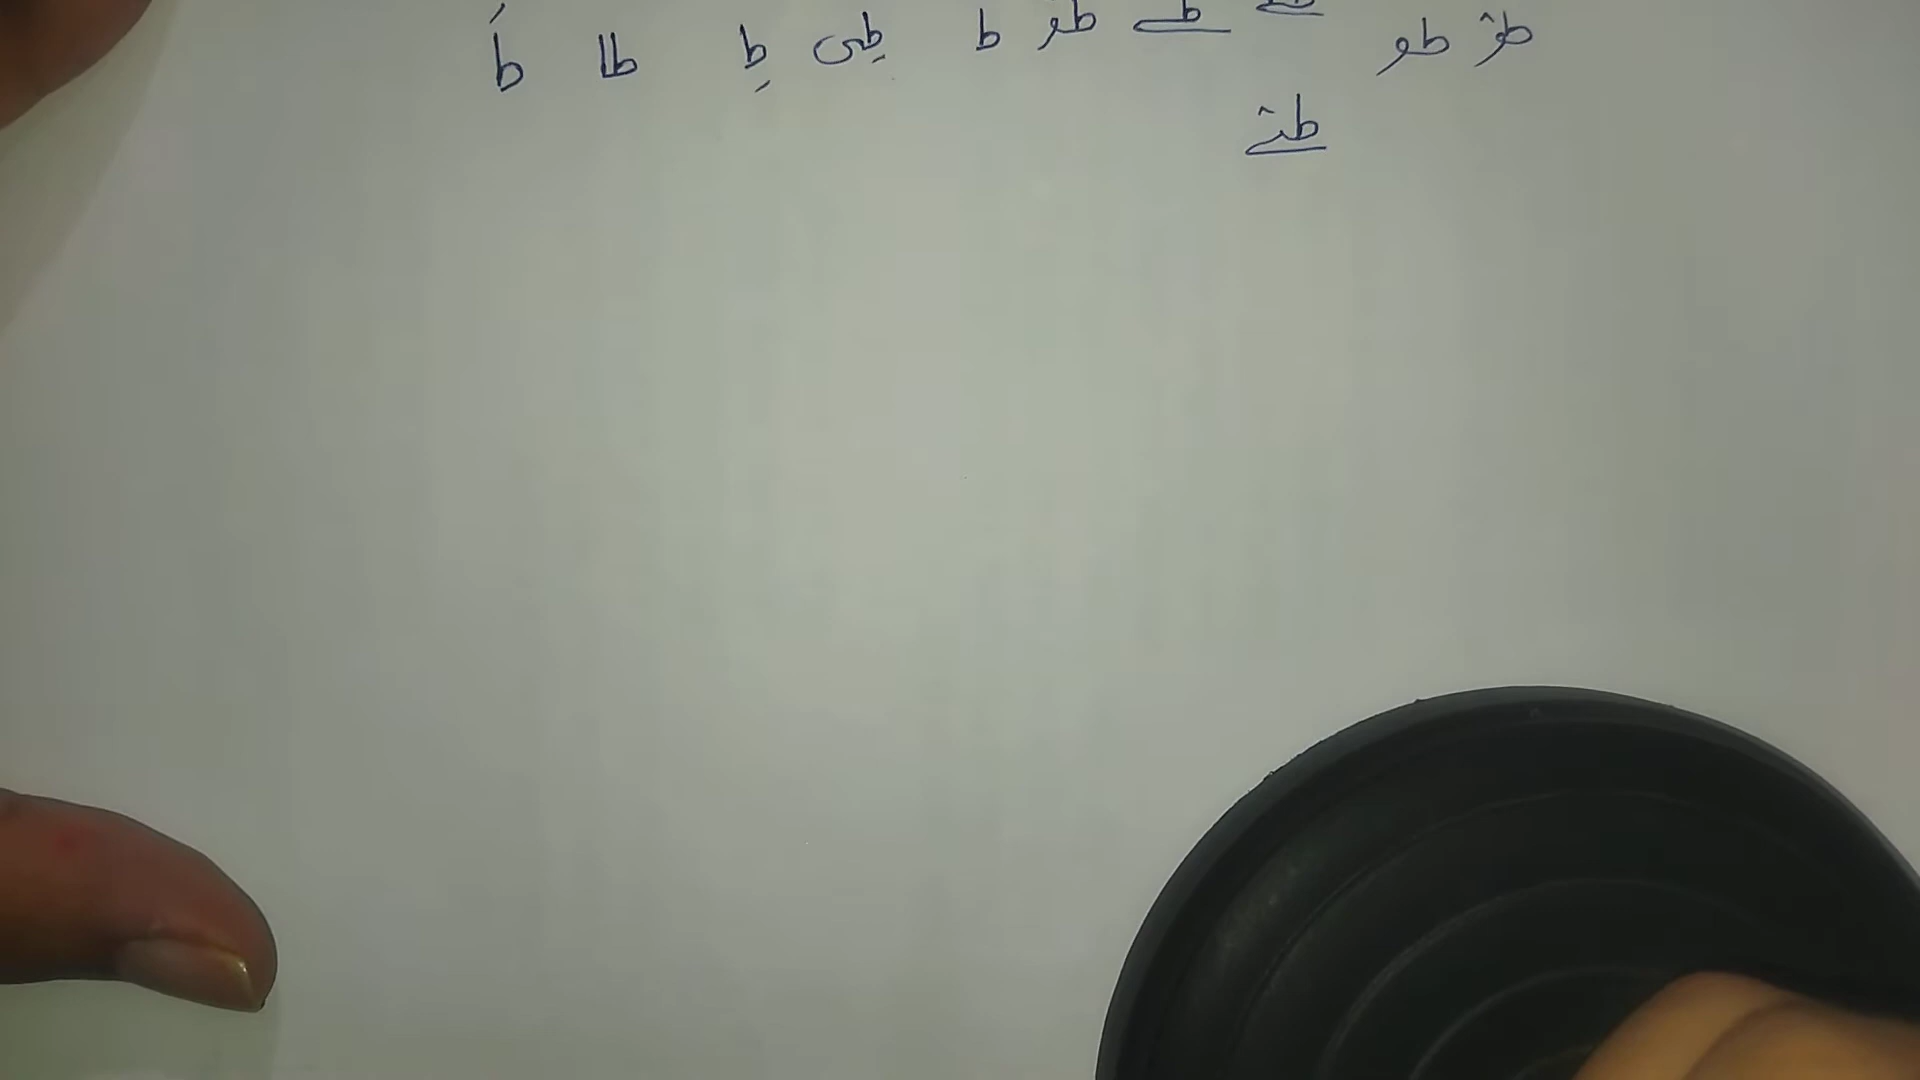 طَ طا طِ طِی ط طوٚ طے طو طوٚ
طےٚ